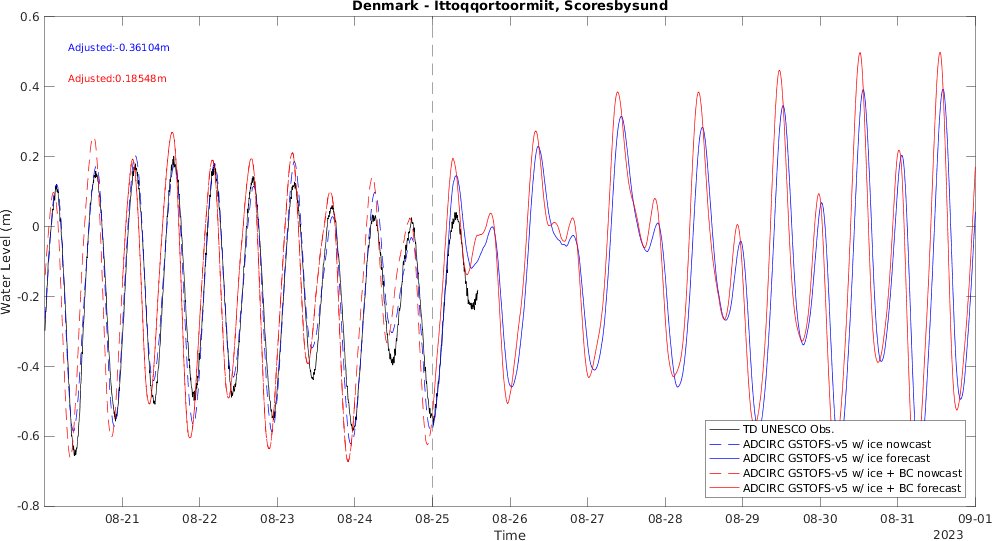 Denmark - Ittoqqortoormiit, Scoresbysund
0.6
0.4
0.2
0
-0.2
-0.4
-0.6
-0.8
Water Level (m)
Adjusted:-0.36104m
Adjusted:0.18548m
TD UNESCO Obs.
ADCIRC GSTOFS-v5 w/ ice nowcast
ADCIRC GSTOFS-v5 w/ ice forecast
ADCIRC GSTOFS-v5 w/ ice + BC nowcast
ADCIRC GSTOFS-v5 w/ ice + BC forecast
08-21 08-22 08-23 08-24 08-25 08-26 08-27 08-28 08-29 08-30 08-31 09-01
Time
2023